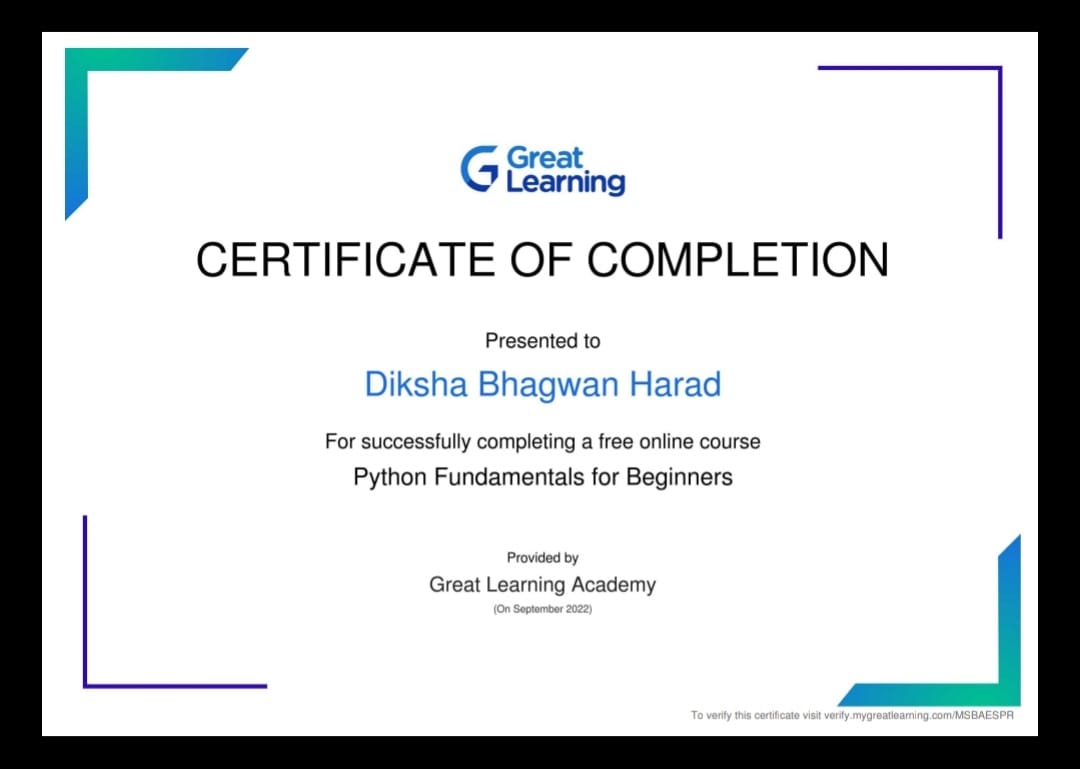 Great
Learning
CERTIFICATE OF COMPLETION
Presented to
Diksha Bhagwan Harad
For successfully completing a free online course
Python Fundamentals for Beginners
Provided by
Great Learning Academy
(On September 2022)
To verify this certificate visit verify.mygreatlearning.com/MSBAESPR